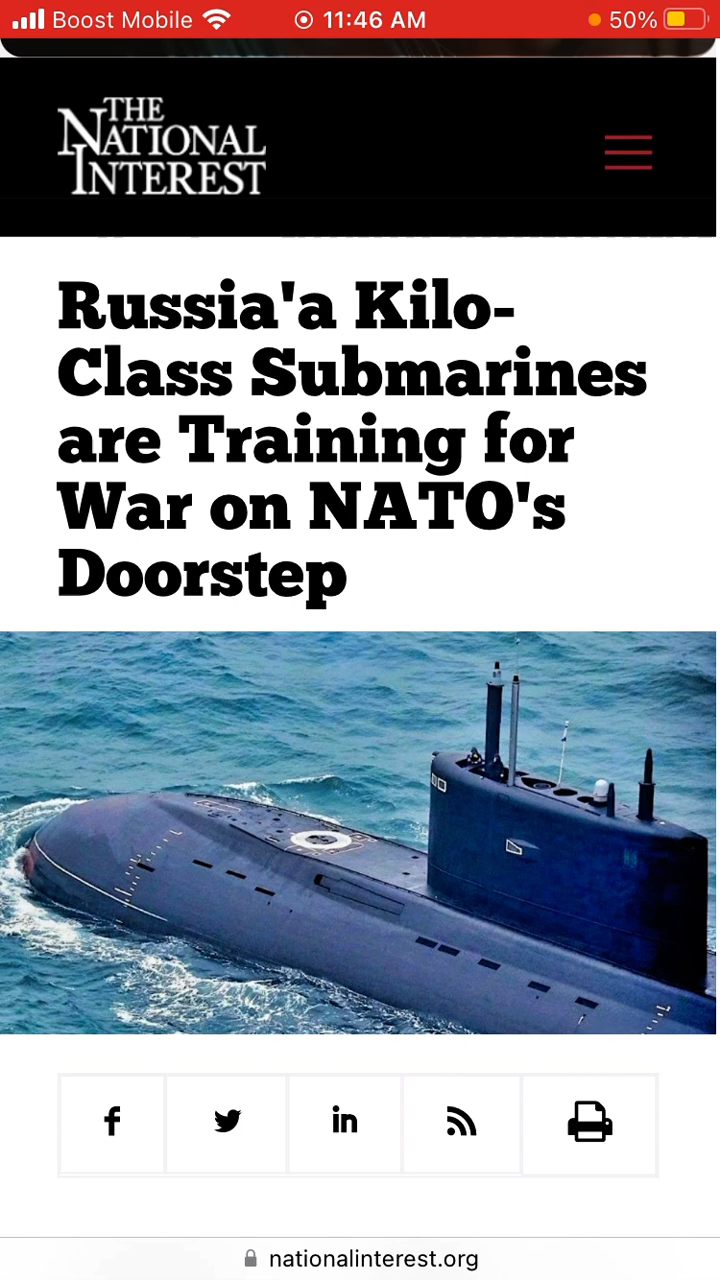 Boost Mobile 11:46 AM 50%
THE
NATIONAL
INTEREST
Russia'a Kilo-
Class Submarines
are Training for
War on NATO's
Doorstep
nationalinterest.org